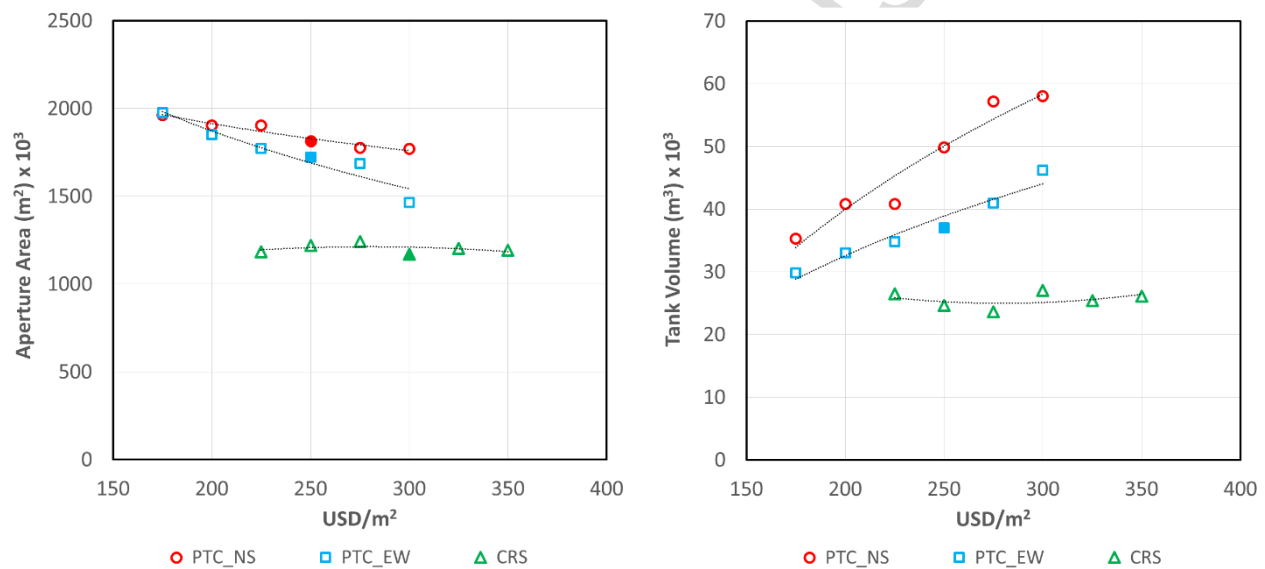 2500
2000
1500
1000
500
0
Aperture Area (m²) x 10³
150 200 250 300 350 400
USD/m²
PTC_NS PTC_EW CRS
70
60
50
40
30
20
10
0
Tank Volume (m³) x 10³
150 200 250 300 350 400
USD/m²
PTC_NS PTC_EW CRS